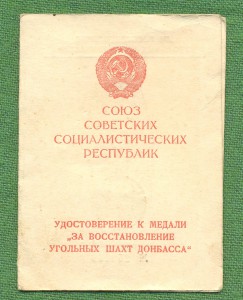 СОЮЗ
СОВЕТСКИХ
СОЦИАЛИСТИЧЕСКИХ
РЕСПУБЛИК
УДОСТОВЕРЕНИЕ К МЕДАЛИ
„ЗА ВОССТАНОВЛЕНИЕ
УГОЛЬНЫХ ШАХТ ДОНБАССА“